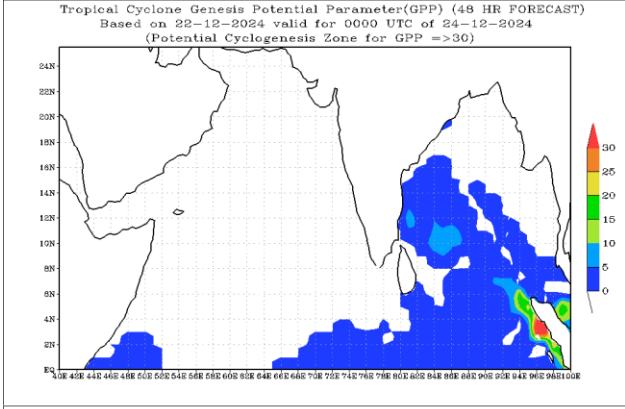 Tropical Cyclone Genesis Potential Parameter(GPP) (48 HR FORECAST)
Based on 22-12-2024 valid for 0000 UTC of 24-12-2024
(Potential Cyclogenesis Zone for GPP =>30)
24N
22N
20N
18N
16N
14N
12N
10N
8N
6N
4N
2N
EQ
40E 42E 44E 46E 48E 50E 52E 54E 56E 58E 60E 62E 64E 66E 68E 70E 72E 74E 76E 78E 80E 82E 84E 86E 88E 90E 92E 94E 96E 98E 100E
30
25
20
15
10
5
0